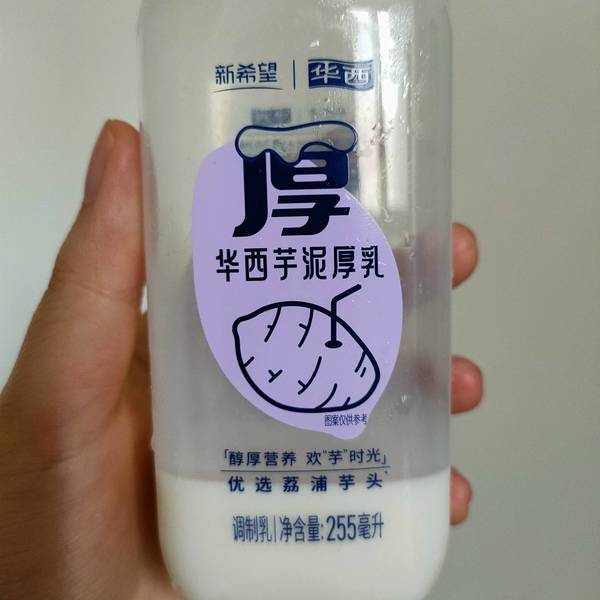 新希望 | 华西
厚
华西芋泥厚乳
图案仅供参考
「醇厚营养 欢"芋"时光」
优选荔浦芋头
调制乳 | 净含量: 255毫升